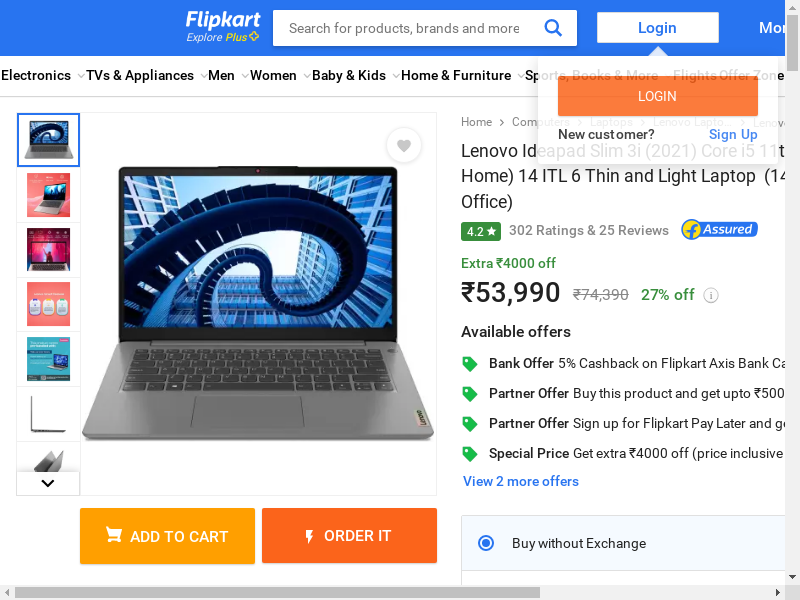 Flipkart
Explore Plus
Search for products, brands and more
Login
Electronics
TVs & Appliances
Men
Women
Baby & Kids
Home & Furniture
Sports, Books & More
Flights
Offer Zone
LOGIN
New customer?
Sign Up
Home
Computers
Laptops
Lenovo Lapto...
Lenovo Ideapad Slim 3i (2021) Core i5 11t
Home) 14 ITL 6 Thin and Light Laptop (14
Office)
4.2
302 Ratings & 25 Reviews
Assured
Extra ₹4000 off
₹53,990
₹74,390
27% off
Available offers
Bank Offer 5% Cashback on Flipkart Axis Bank Ca
Partner Offer Buy this product and get upto ₹500
Partner Offer Sign up for Flipkart Pay Later and ge
Special Price Get extra ₹4000 off (price inclusive
View 2 more offers
Lenovo
ADD TO CART
ORDER IT
Buy without Exchange